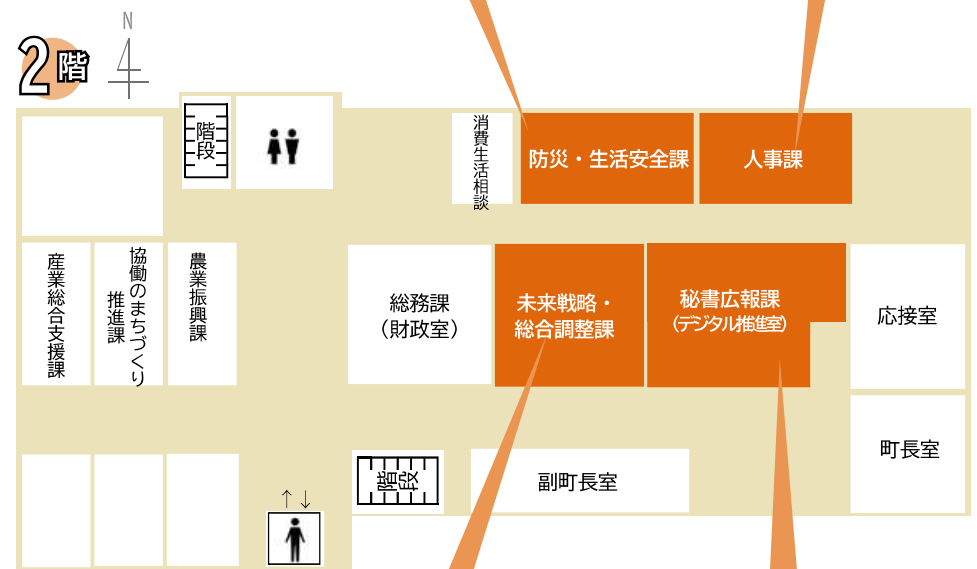 N
2階
階段
消費生活相談
防災・生活安全課
人事課
産業総合支援課
協働のまちづくり
推進課
農業振興課
総務課
（財政室）
未来戦略・
総合調整課
秘書広報課
（デジタル推進室）
応接室
町長室
階段
副町長室
↑↓